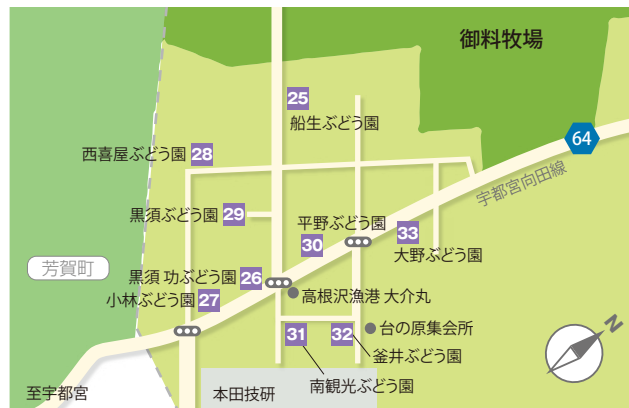 御料牧場
25
船生ぶどう園
64
宇都宮向田線
西喜屋ぶどう園 28
黒須ぶどう園 29
平野ぶどう園
30
33
大野ぶどう園
芳賀町
黒須 功ぶどう園 26
小林ぶどう園 27
高根沢漁港 大介丸
31
32
台の原集会所
釜井ぶどう園
南観光ぶどう園
至宇都宮
本田技研
N